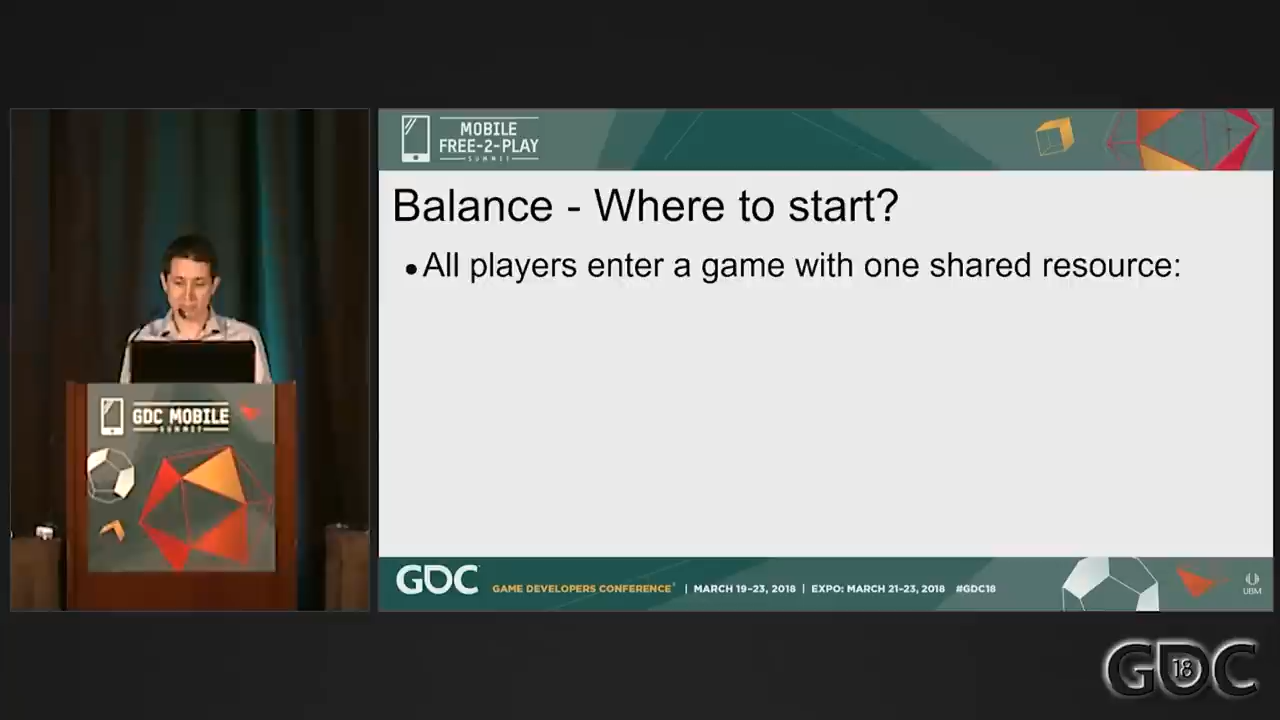 MOBILE
FREE-2-PLAY
SUMMIT
Balance - Where to start?
•All players enter a game with one shared resource:
GDC MOBILE
SUMMIT
GDC GAME DEVELOPERS CONFERENCE® | MARCH 19–23, 2018 | EXPO: MARCH 21–23, 2018 #GDC18
UBM
GDC
18